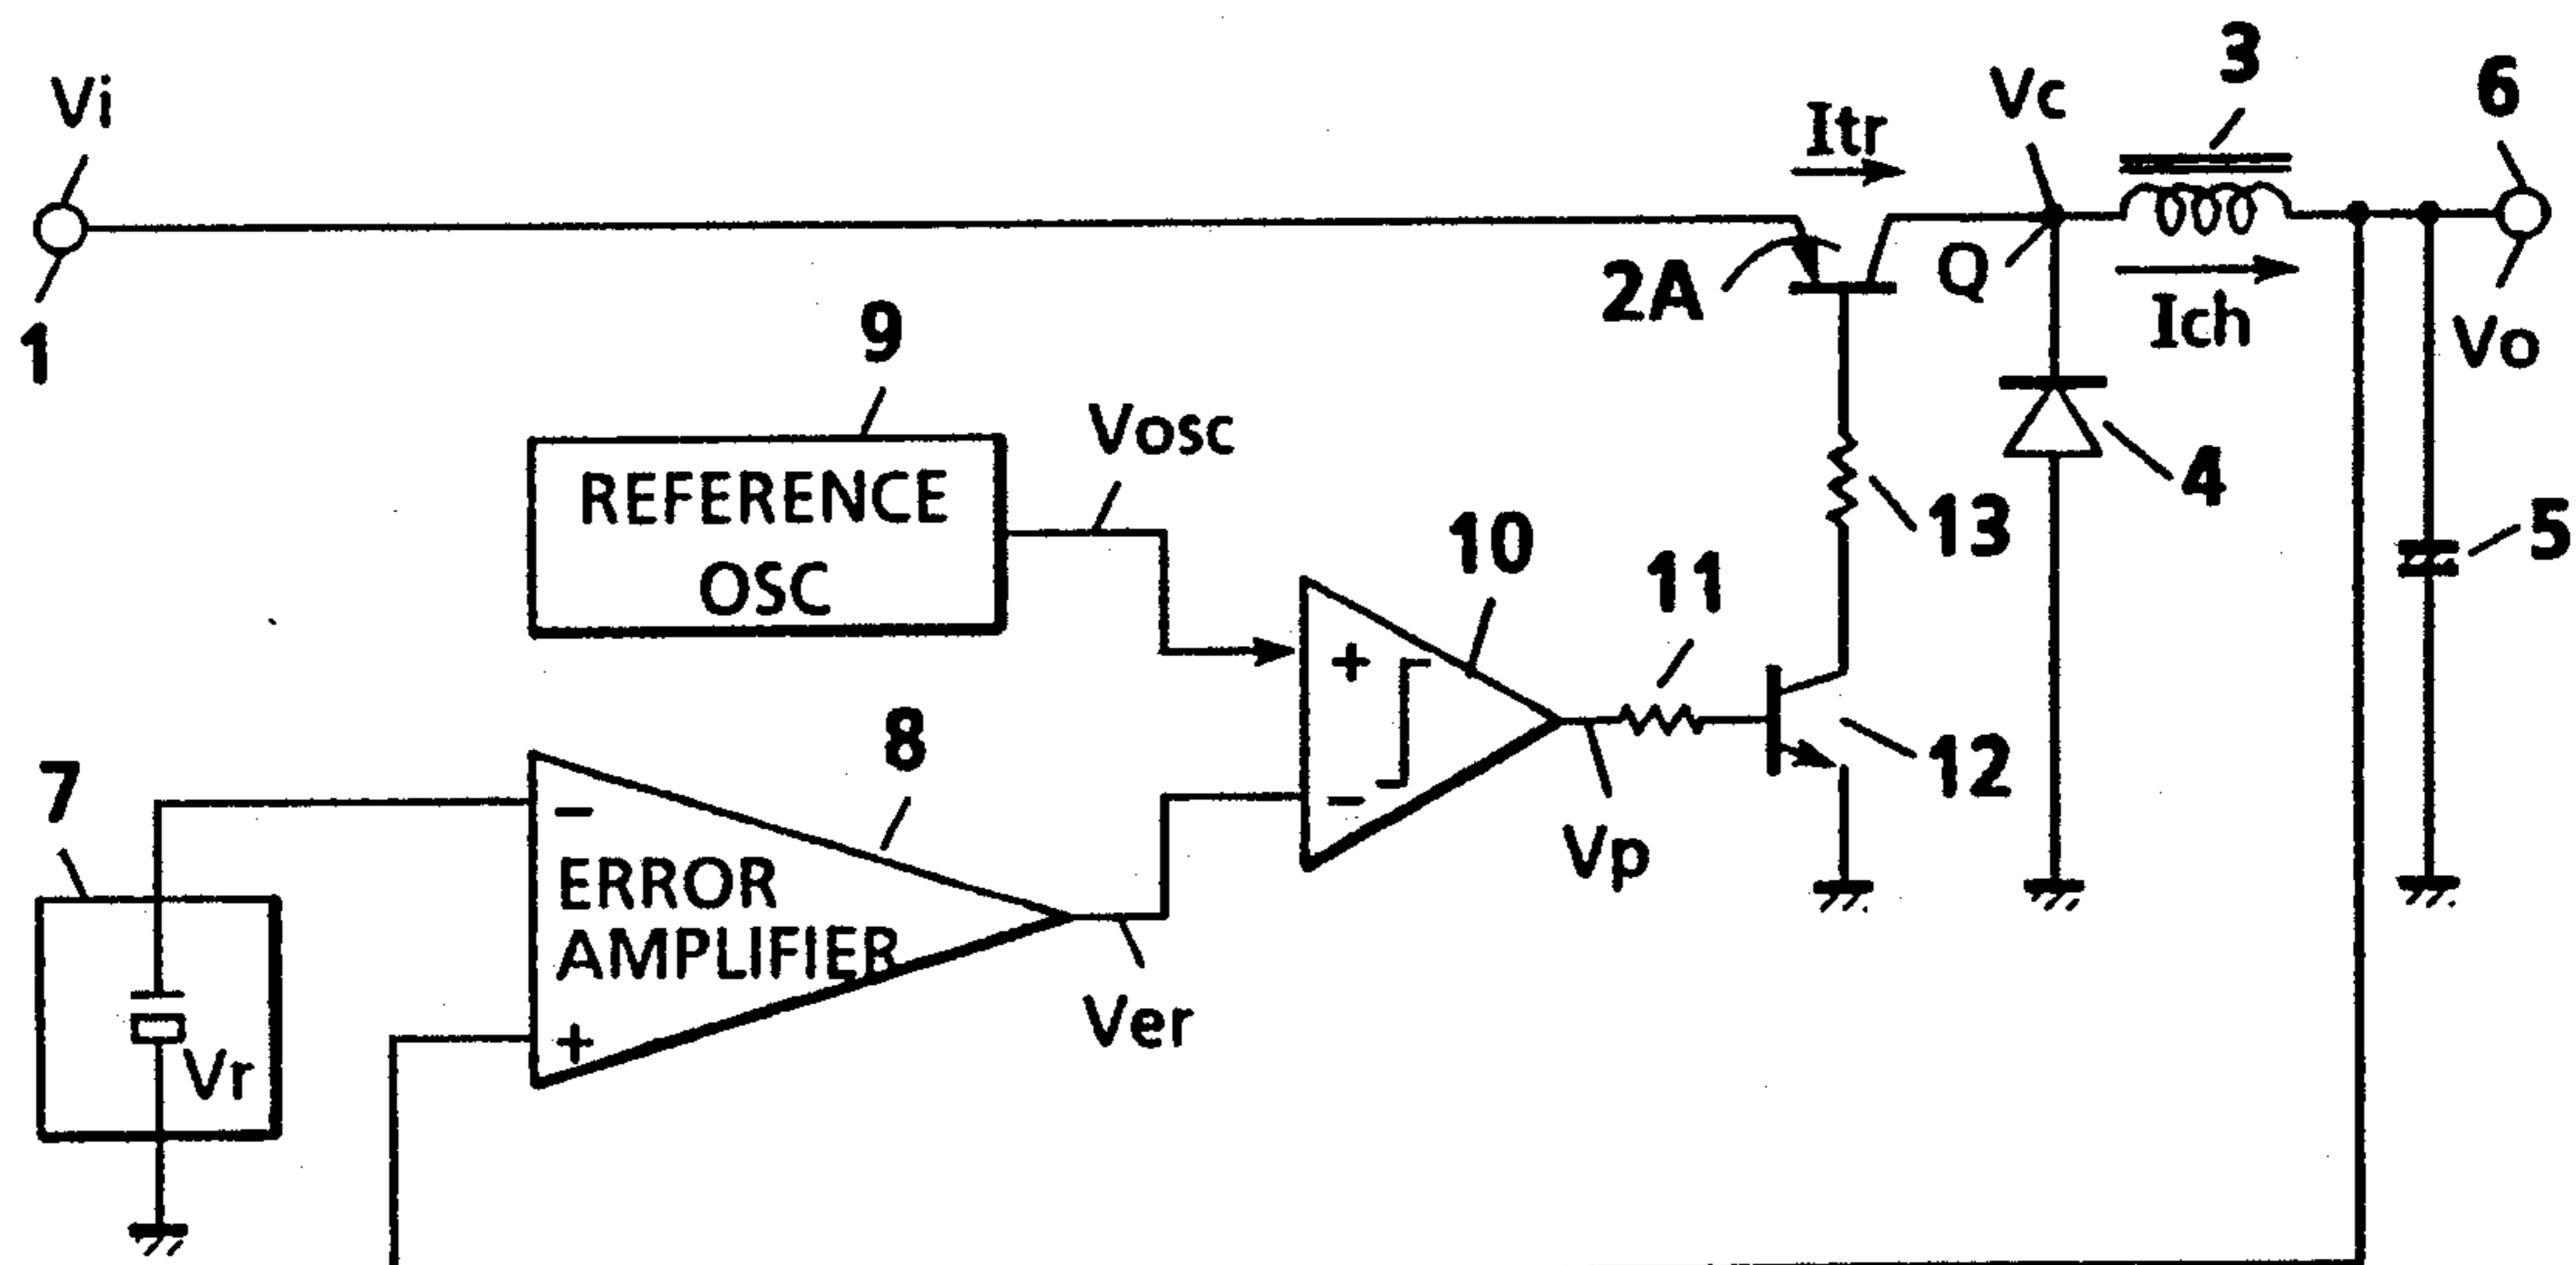 Vi
1
Itr
Vc
3
6
2A
Q
Ich
Vo
9
REFERENCE
OSC
Vosc
4
13
5
10
11
+
−
12
Vp
7
8
−
ERROR
AMPLIFIER
+
Ver
Vr